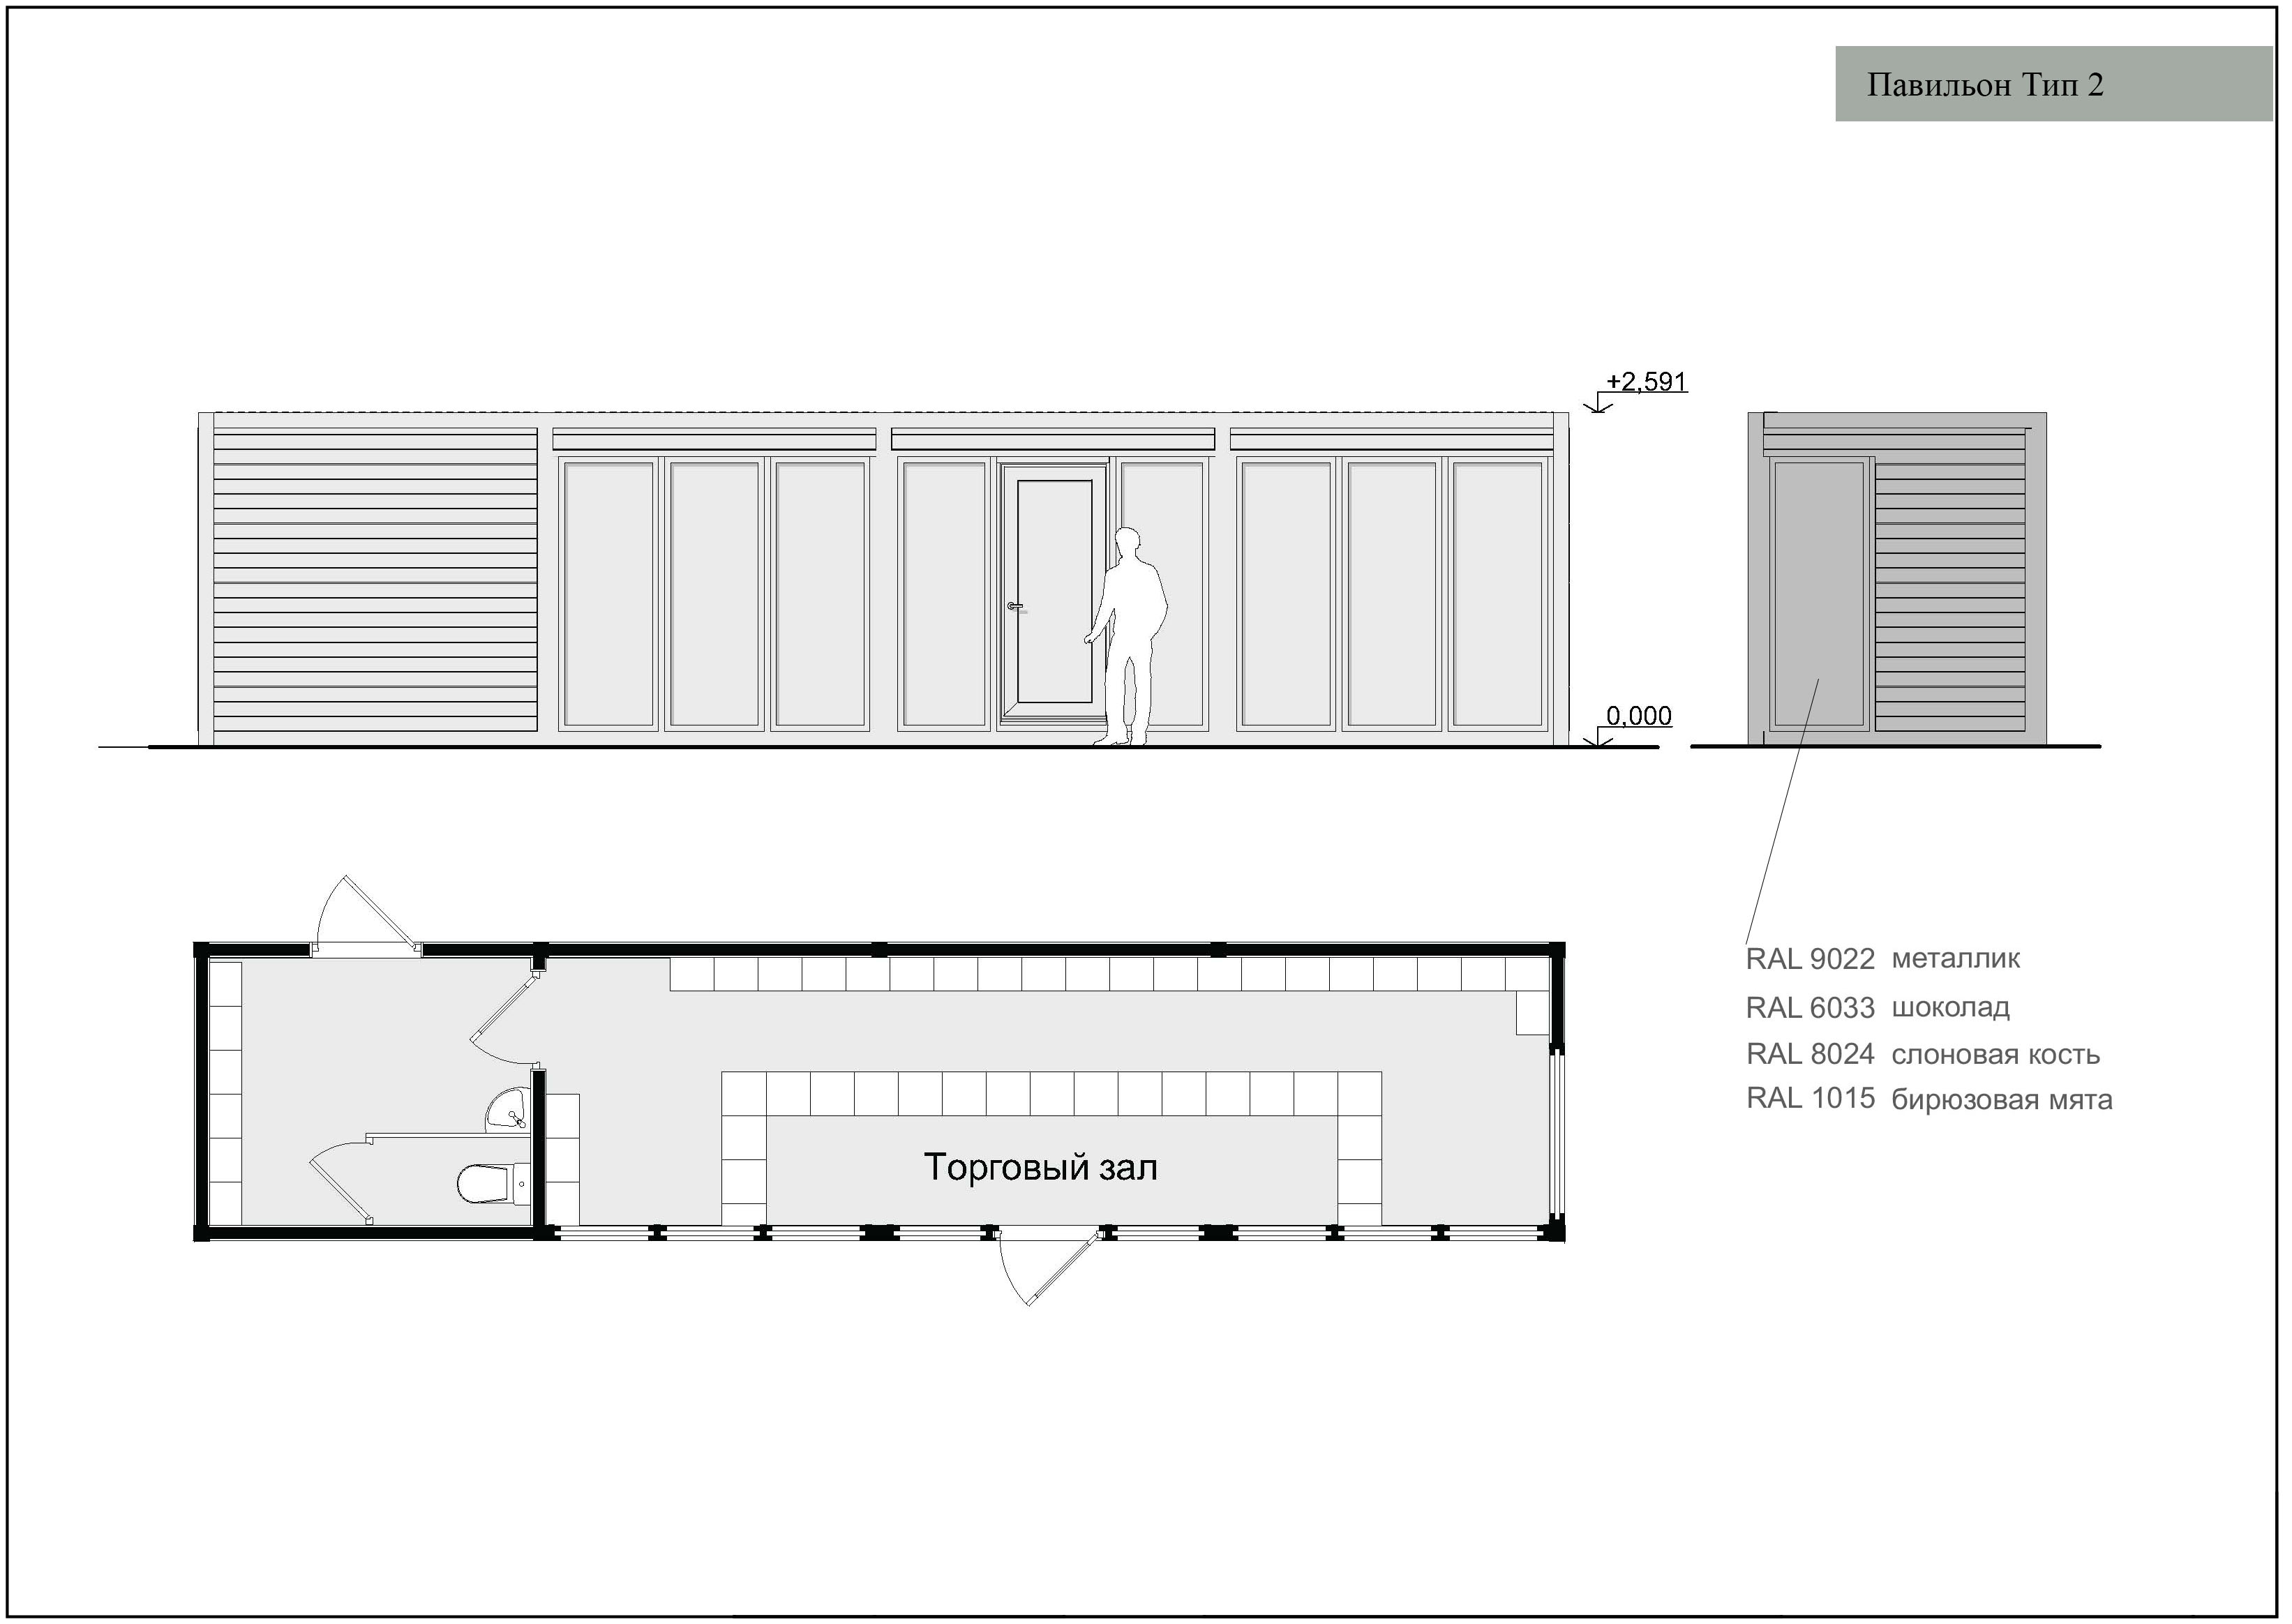 Павильон Тип 2
+2,591
0,000
RAL 9022 металлик
RAL 6033 шоколад
RAL 8024 слоновая кость
RAL 1015 бирюзовая мята
Торговый зал